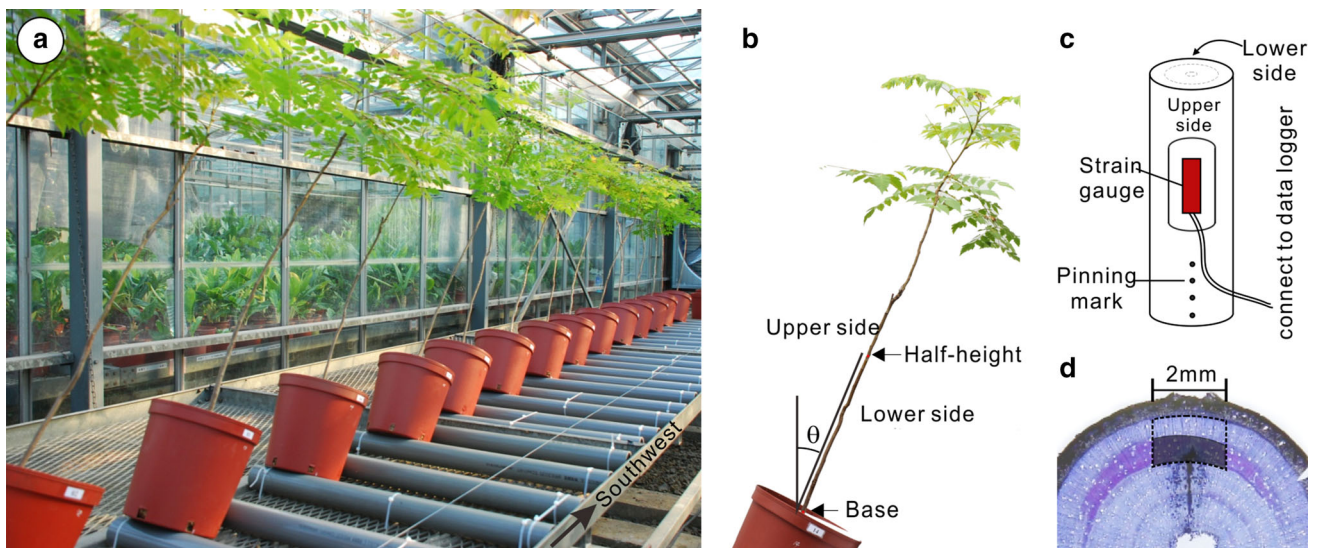 a
Southwest
b
Upper side
Half-height
Lower side
θ
Base
c
Lower
side
Upper
side
Strain
gauge
Pinning
mark
connect to data logger
d
2mm